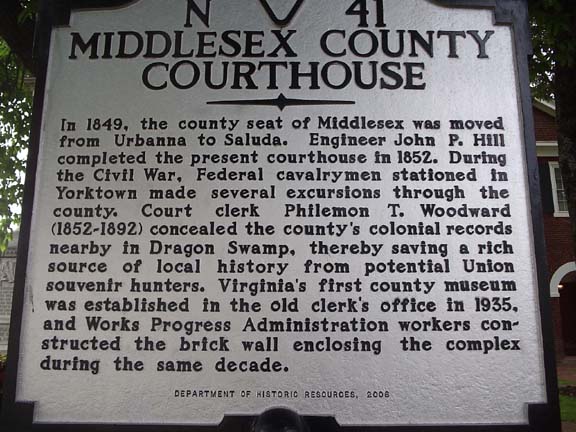 N 41
MIDDLESEX COUNTY
COURTHOUSE
In 1849, the county seat of Middlesex was moved
from Urbanna to Saluda. Engineer John P. Hill
completed the present courthouse in 1852. During
the Civil War, Federal cavalrymen stationed in
Yorktown made several excursions through the
county. Court clerk Philemon T. Woodward
(1852-1892) concealed the county's colonial records
nearby in Dragon Swamp, thereby saving a rich
source of local history from potential Union
souvenir hunters. Virginia's first county museum
was established in the old clerk's office in 1935,
and Works Progress Administration workers con-
structed the brick wall enclosing the complex
during the same decade.
DEPARTMENT OF HISTORIC RESOURCES, 2006